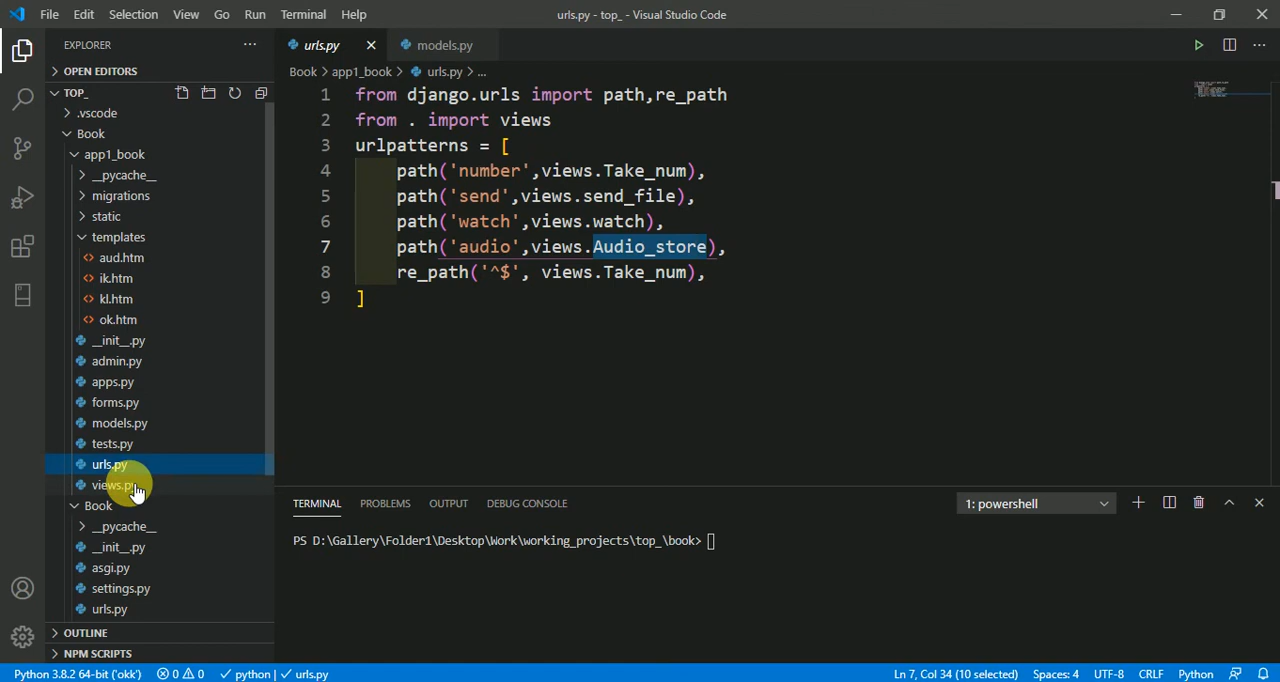 File Edit Selection View Go Run Terminal Help urls.py - top_ - Visual Studio Code
EXPLORER
OPEN EDITORS
TOP_
.vscode
Book
app1_book
__pycache__
migrations
static
templates
aud.htm
ik.htm
kl.htm
ok.htm
__init__.py
admin.py
apps.py
forms.py
models.py
tests.py
urls.py
views.py
Book
__pycache__
__init__.py
asgi.py
settings.py
urls.py
OUTLINE
NPM SCRIPTS
urls.py models.py
Book > app1_book > urls.py > ...
1 from django.urls import path,re_path
2 from . import views
3 urlpatterns = [
4 path('number',views.Take_num),
5 path('send',views.send_file),
6 path('watch',views.watch),
7 path('audio',views.Audio_store),
8 re_path('^$', views.Take_num),
9 ]
TERMINAL PROBLEMS OUTPUT DEBUG CONSOLE 1: powershell
PS D:\Gallery\Folder1\Desktop\Work\working_projects\top_\book>
Python 3.8.2 64-bit ('okk') 0 0 python | urls.py Ln 7, Col 34 (10 selected) Spaces: 4 UTF-8 CRLF Python